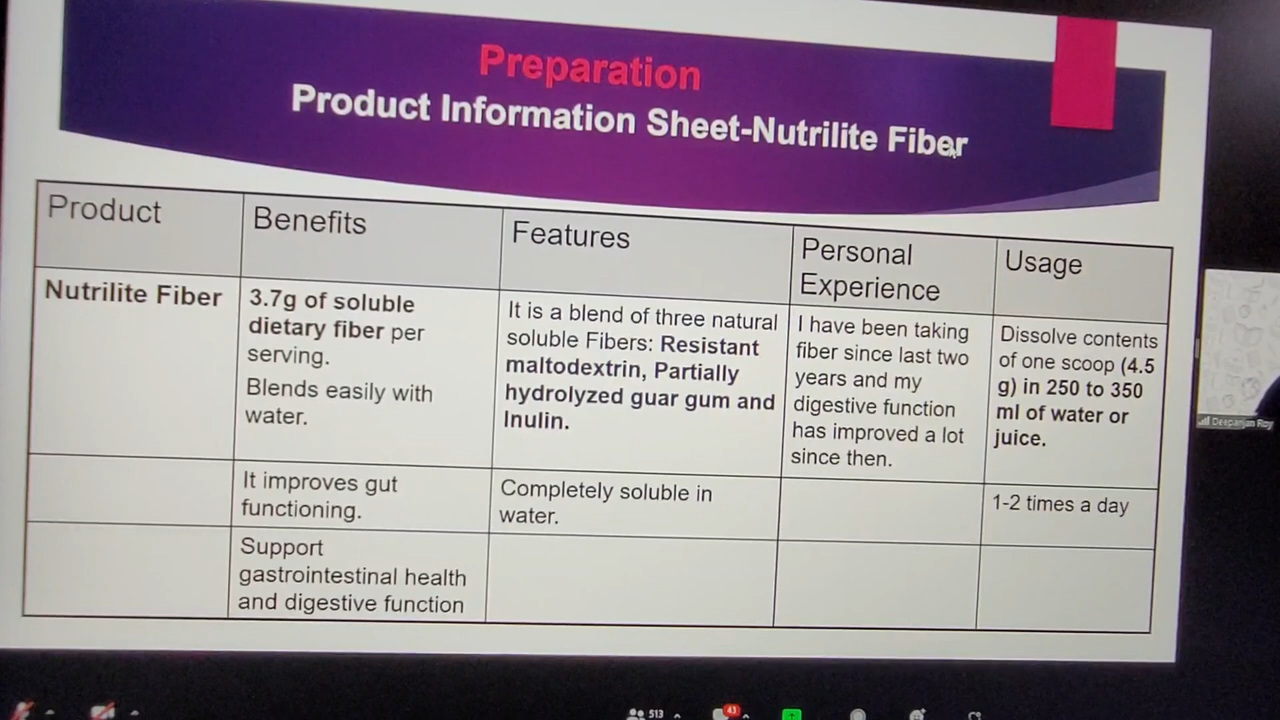 Preparation
Product Information Sheet-Nutrilite Fiber
Product
Benefits
Features
Personal
Experience
Usage
Nutrilite Fiber
3.7g of soluble
dietary fiber per
serving.
Blends easily with
water.
It is a blend of three natural
soluble Fibers: Resistant
maltodextrin, Partially
hydrolyzed guar gum and
Inulin.
I have been taking
fiber since last two
years and my
digestive function
has improved a lot
since then.
Dissolve contents
of one scoop (4.5
g) in 250 to 350
ml of water or
juice.
It improves gut
functioning.
Completely soluble in
water.
1-2 times a day
Support
gastrointestinal health
and digestive function
Deepanjan Roy
513
43